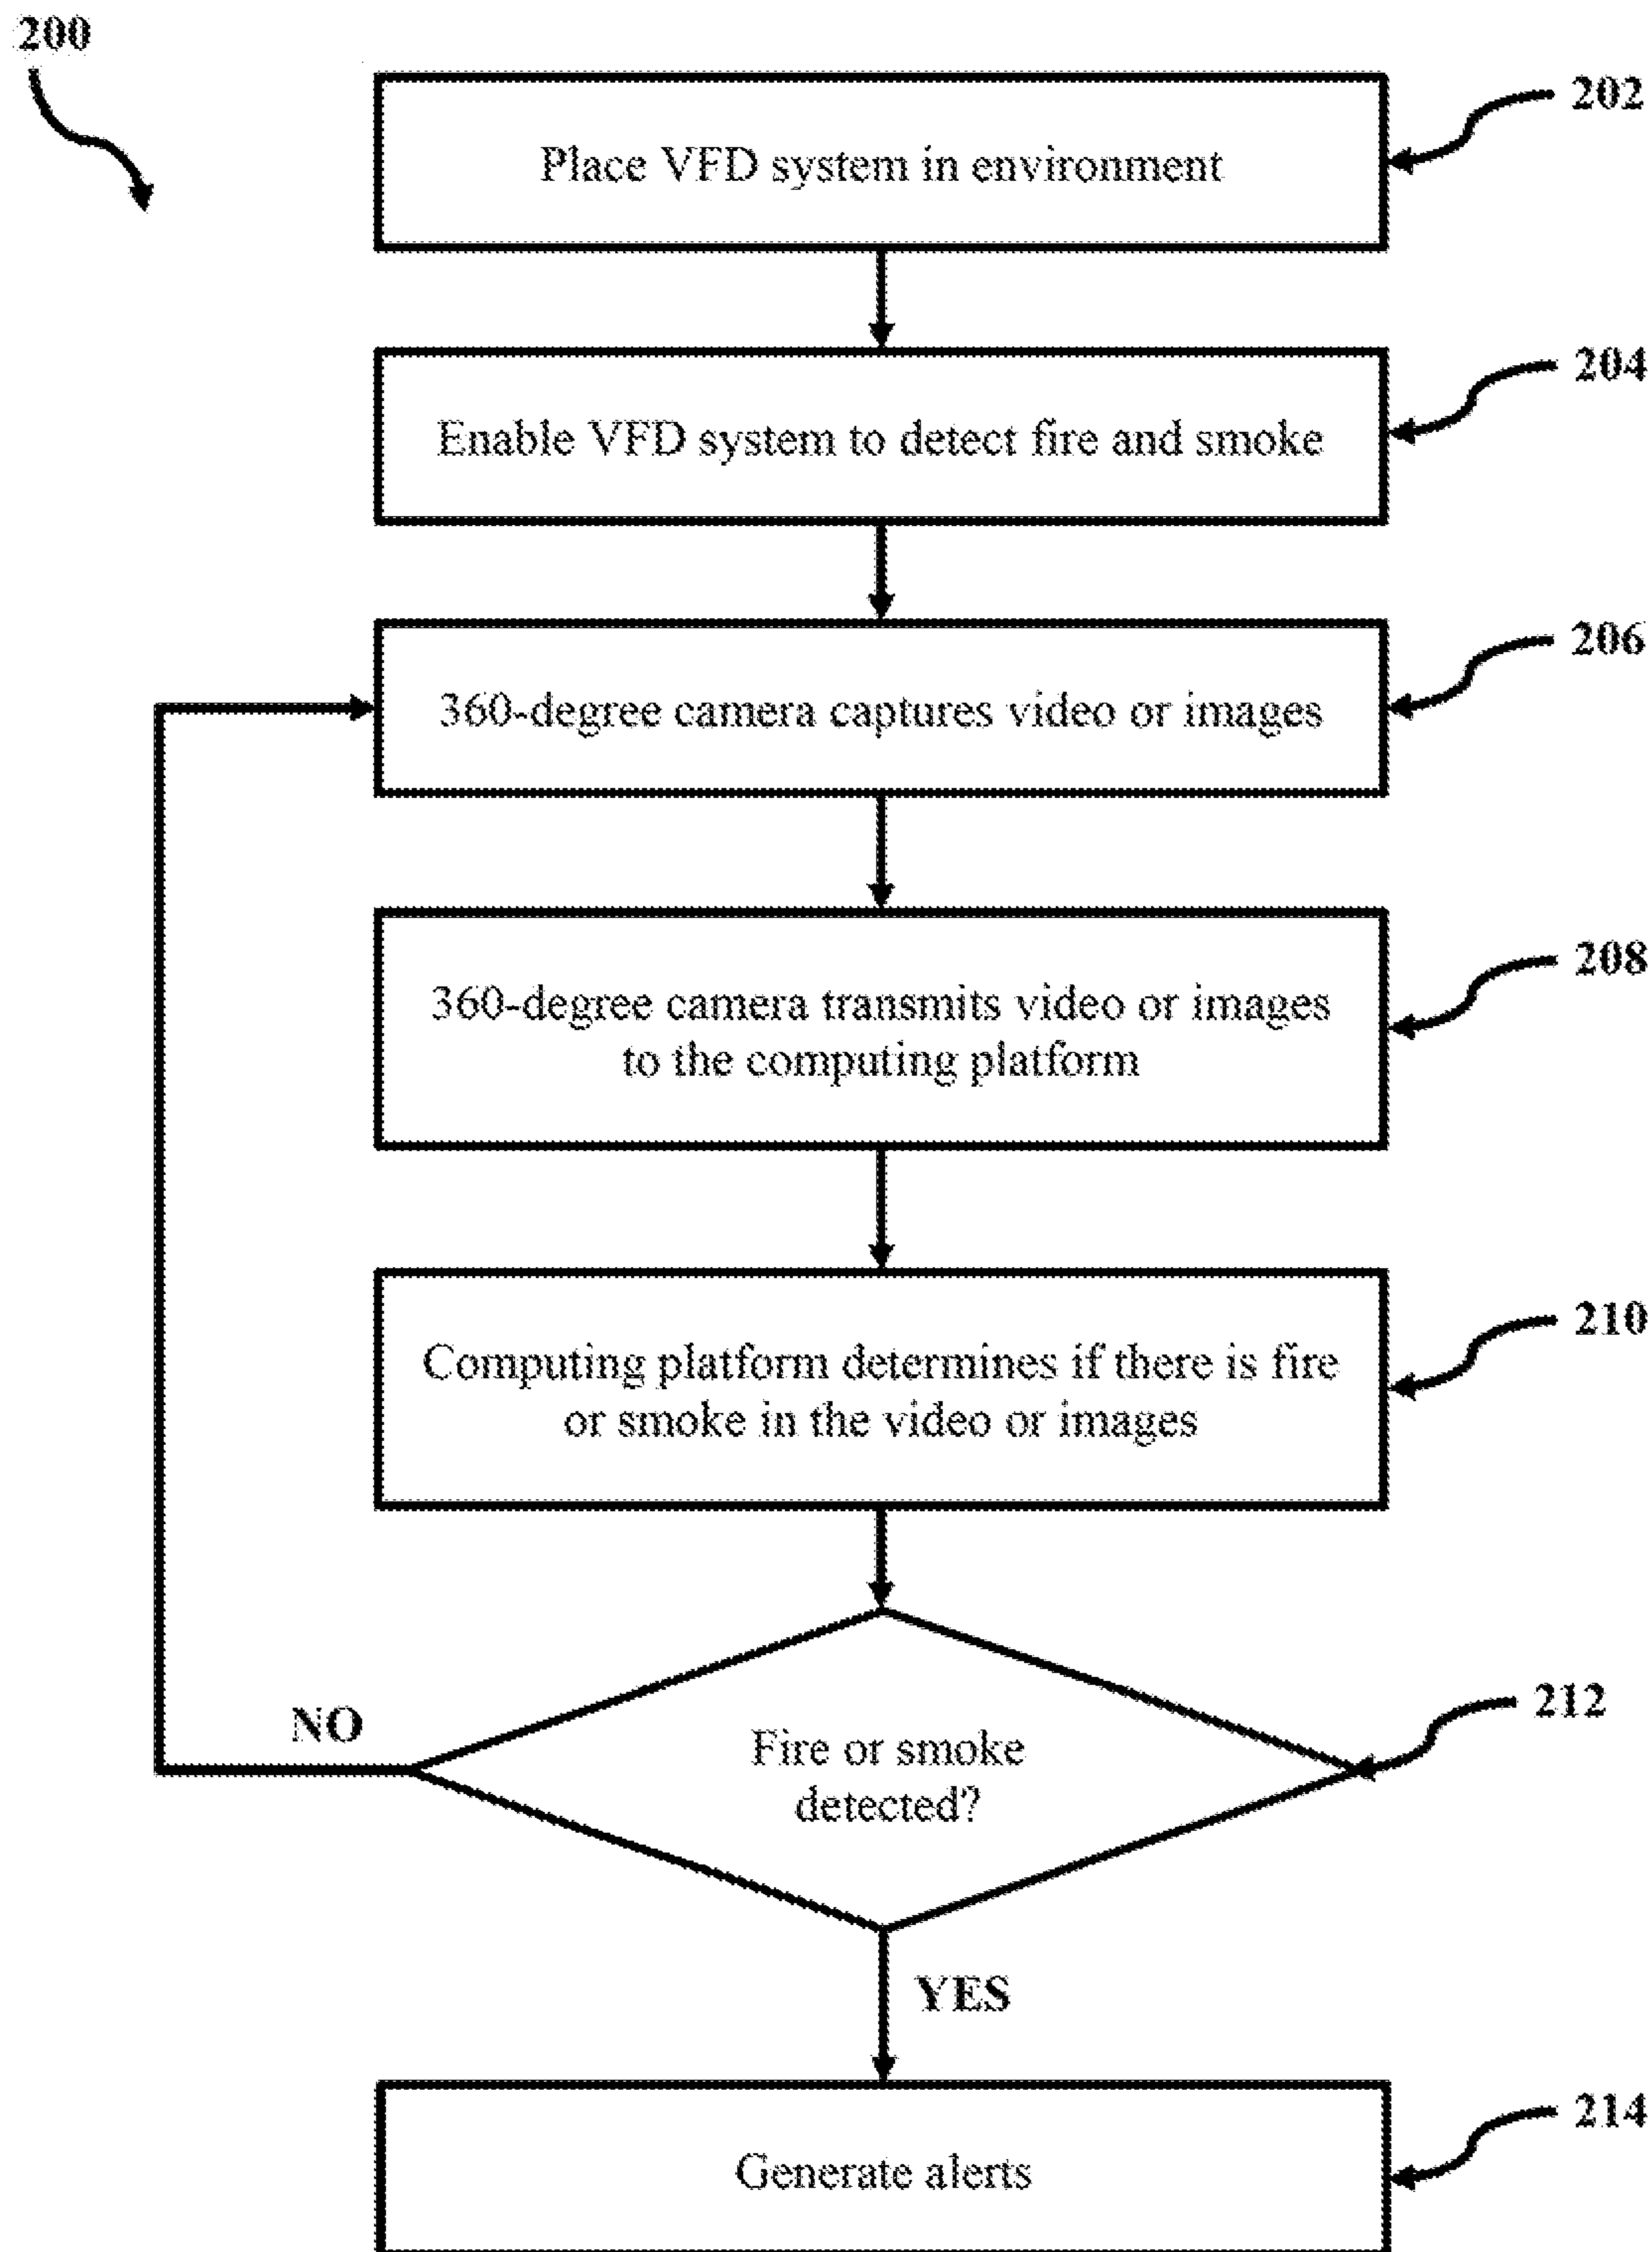 200
202
Place VFD system in environment
204
Enable VFD system to detect fire and smoke
206
360-degree camera captures video or images
208
360-degree camera transmits video or images
to the computing platform
210
Computing platform determines if there is fire
or smoke in the video or images
212
NO
Fire or smoke
detected?
YES
214
Generate alerts